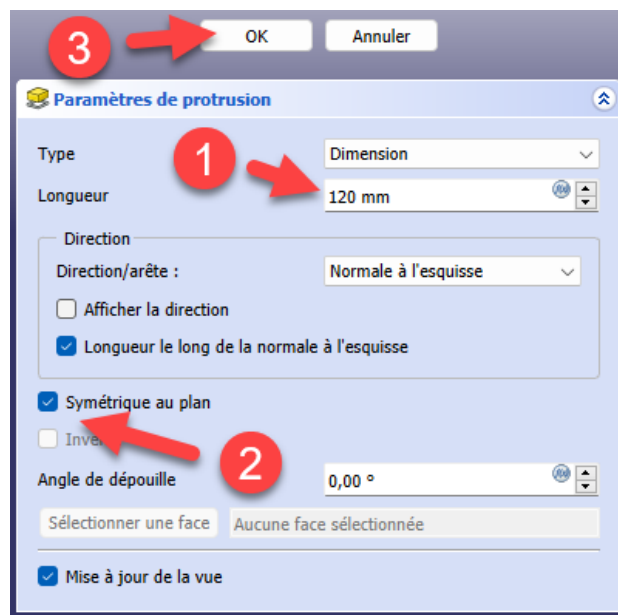 3
OK Annuler
Paramètres de protrusion
Type 1 Dimension
Longueur 120 mm
Direction
Direction/arête : Normale à l'esquisse
Afficher la direction
Longueur le long de la normale à l'esquisse
Symétrique au plan
2
Angle de dépouille 0,00 °
Sélectionner une face Aucune face sélectionnée
Mise à jour de la vue